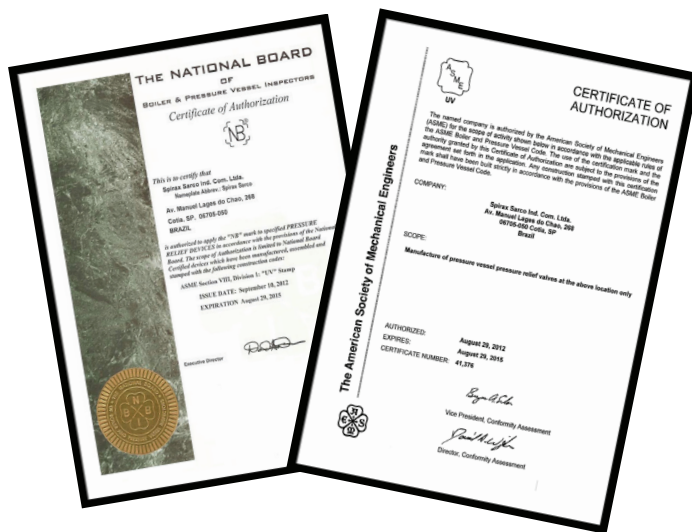 THE NATIONAL BOARD
OF
BOILER & PRESSURE VESSEL INSPECTORS
Certificate of Authorization
NB
This is to certify that
Spirax Sarco Ind. Com. Ltda.
Nameplate Abbrev.: Spirax Sarco
Av. Manuel Lages do Chao, 268
Cotia, SP, 06705-050
BRAZIL
is authorized to apply the "NB" mark to specified PRESSURE
RELIEF DEVICES in accordance with the provisions of the National
Board. The scope of Authorization is limited to National Board
Certified devices which have been manufactured, assembled and
stamped with the following construction codes:
ASME Section VIII, Division 1: "UV" Stamp
ISSUE DATE: September 10, 2012
EXPIRATION August 29, 2015
Executive Director
ASME
UV
CERTIFICATE OF
AUTHORIZATION
The named company is authorized by the American Society of Mechanical Engineers
(ASME) for the scope of activity shown below in accordance with the applicable rules of
the ASME Boiler and Pressure Vessel Code. The use of the certification mark and the
authority granted by this Certificate of Authorization are subject to the provisions of the
agreement set forth in the application. Any construction stamped with this certification
mark shall have been built strictly in accordance with the provisions of the ASME Boiler
and Pressure Vessel Code.
COMPANY:
Spirax Sarco Ind. Com. Ltda.
Av. Manuel Lages do Chao, 268
06705-050 Cotia, SP
Brazil
SCOPE:
Manufacture of pressure vessel pressure relief valves at the above location only
AUTHORIZED: August 29, 2012
EXPIRES: August 29, 2015
CERTIFICATE NUMBER: 41,376
Vice President, Conformity Assessment
Director, Conformity Assessment
The American Society of Mechanical Engineers